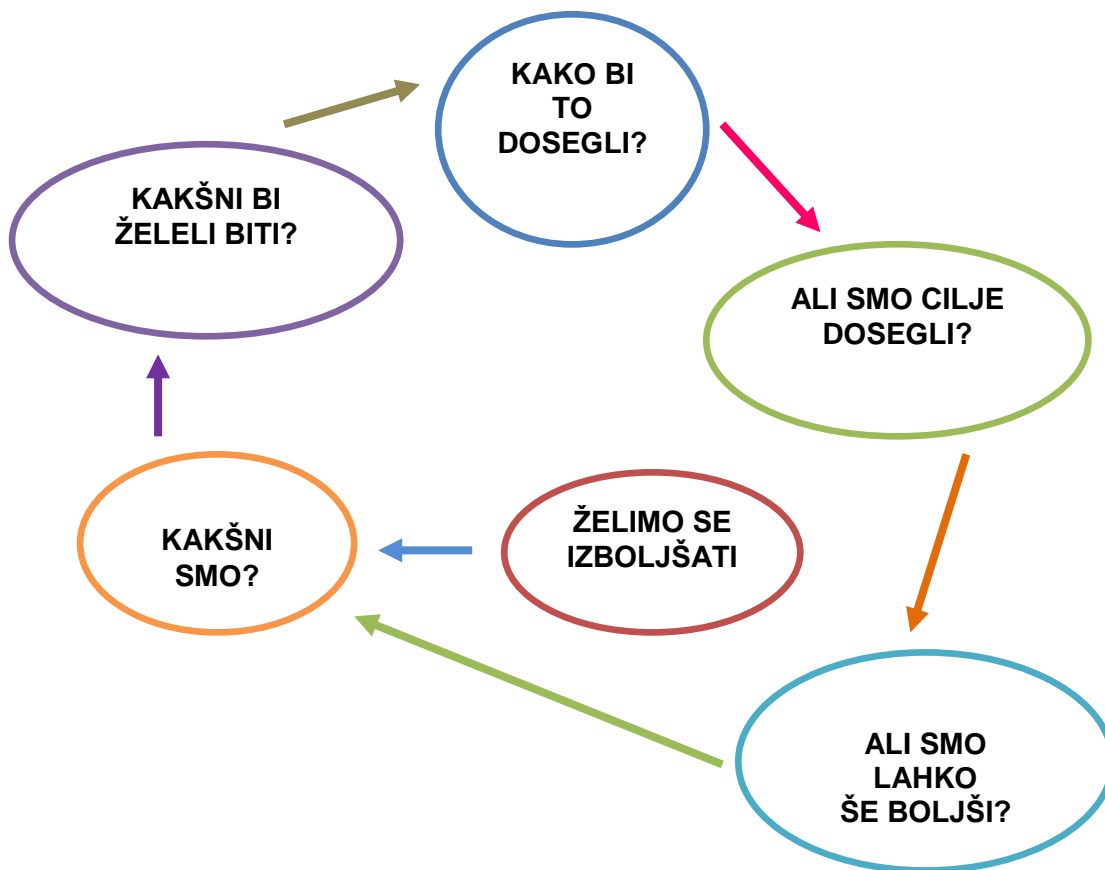 KAKO BI
TO
DOSEGLI?
KAKŠNI BI
ŽELELI BITI?
ALI SMO CILJE
DOSEGLI?
ŽELIMO SE
IZBOLJŠATI
KAKŠNI
SMO?
ALI SMO
LAHKO
ŠE BOLJŠI?